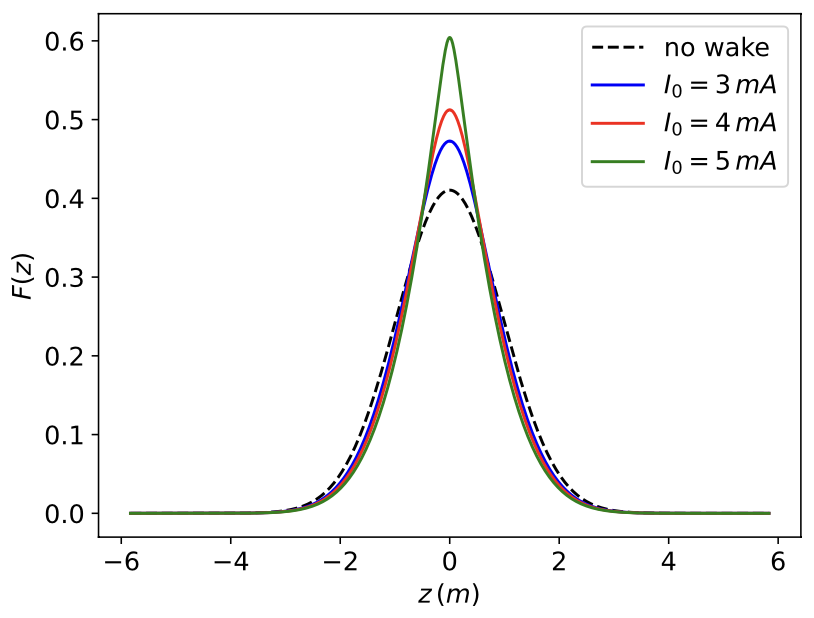 0.6
0.5
0.4
0.3
0.2
0.1
0.0
F(z)
no wake
I₀ = 3 mA
I₀ = 4 mA
I₀ = 5 mA
−6 −4 −2 0 2 4 6
z (m)